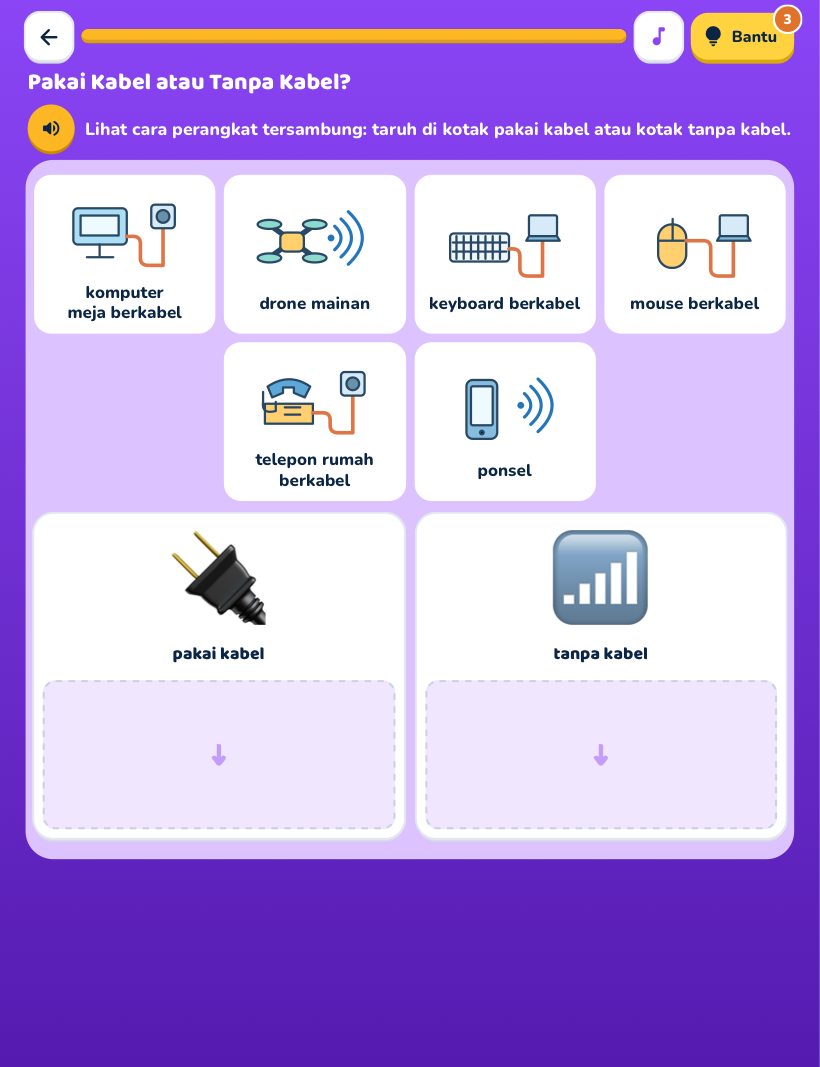 3
Bantu
Pakai Kabel atau Tanpa Kabel?
Lihat cara perangkat tersambung: taruh di kotak pakai kabel atau kotak tanpa kabel.
komputer
meja berkabel
drone mainan
keyboard berkabel
mouse berkabel
telepon rumah
berkabel
ponsel
pakai kabel
tanpa kabel